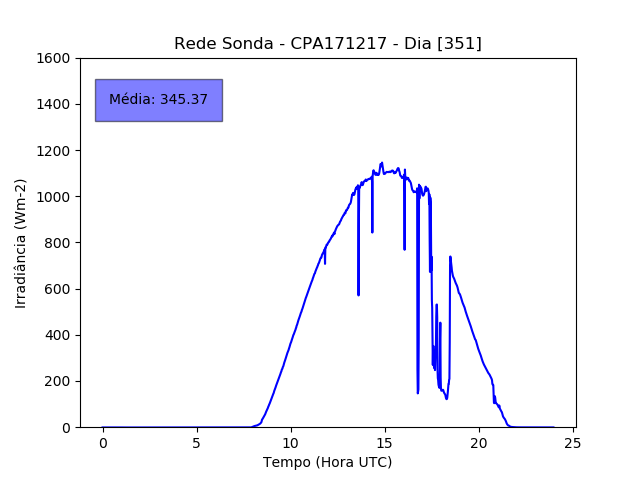 Rede Sonda - CPA171217 - Dia [351]
1600
1400
1200
1000
800
600
400
200
0
Irradiância (Wm-2)
Média: 345.37
0 5 10 15 20 25
Tempo (Hora UTC)